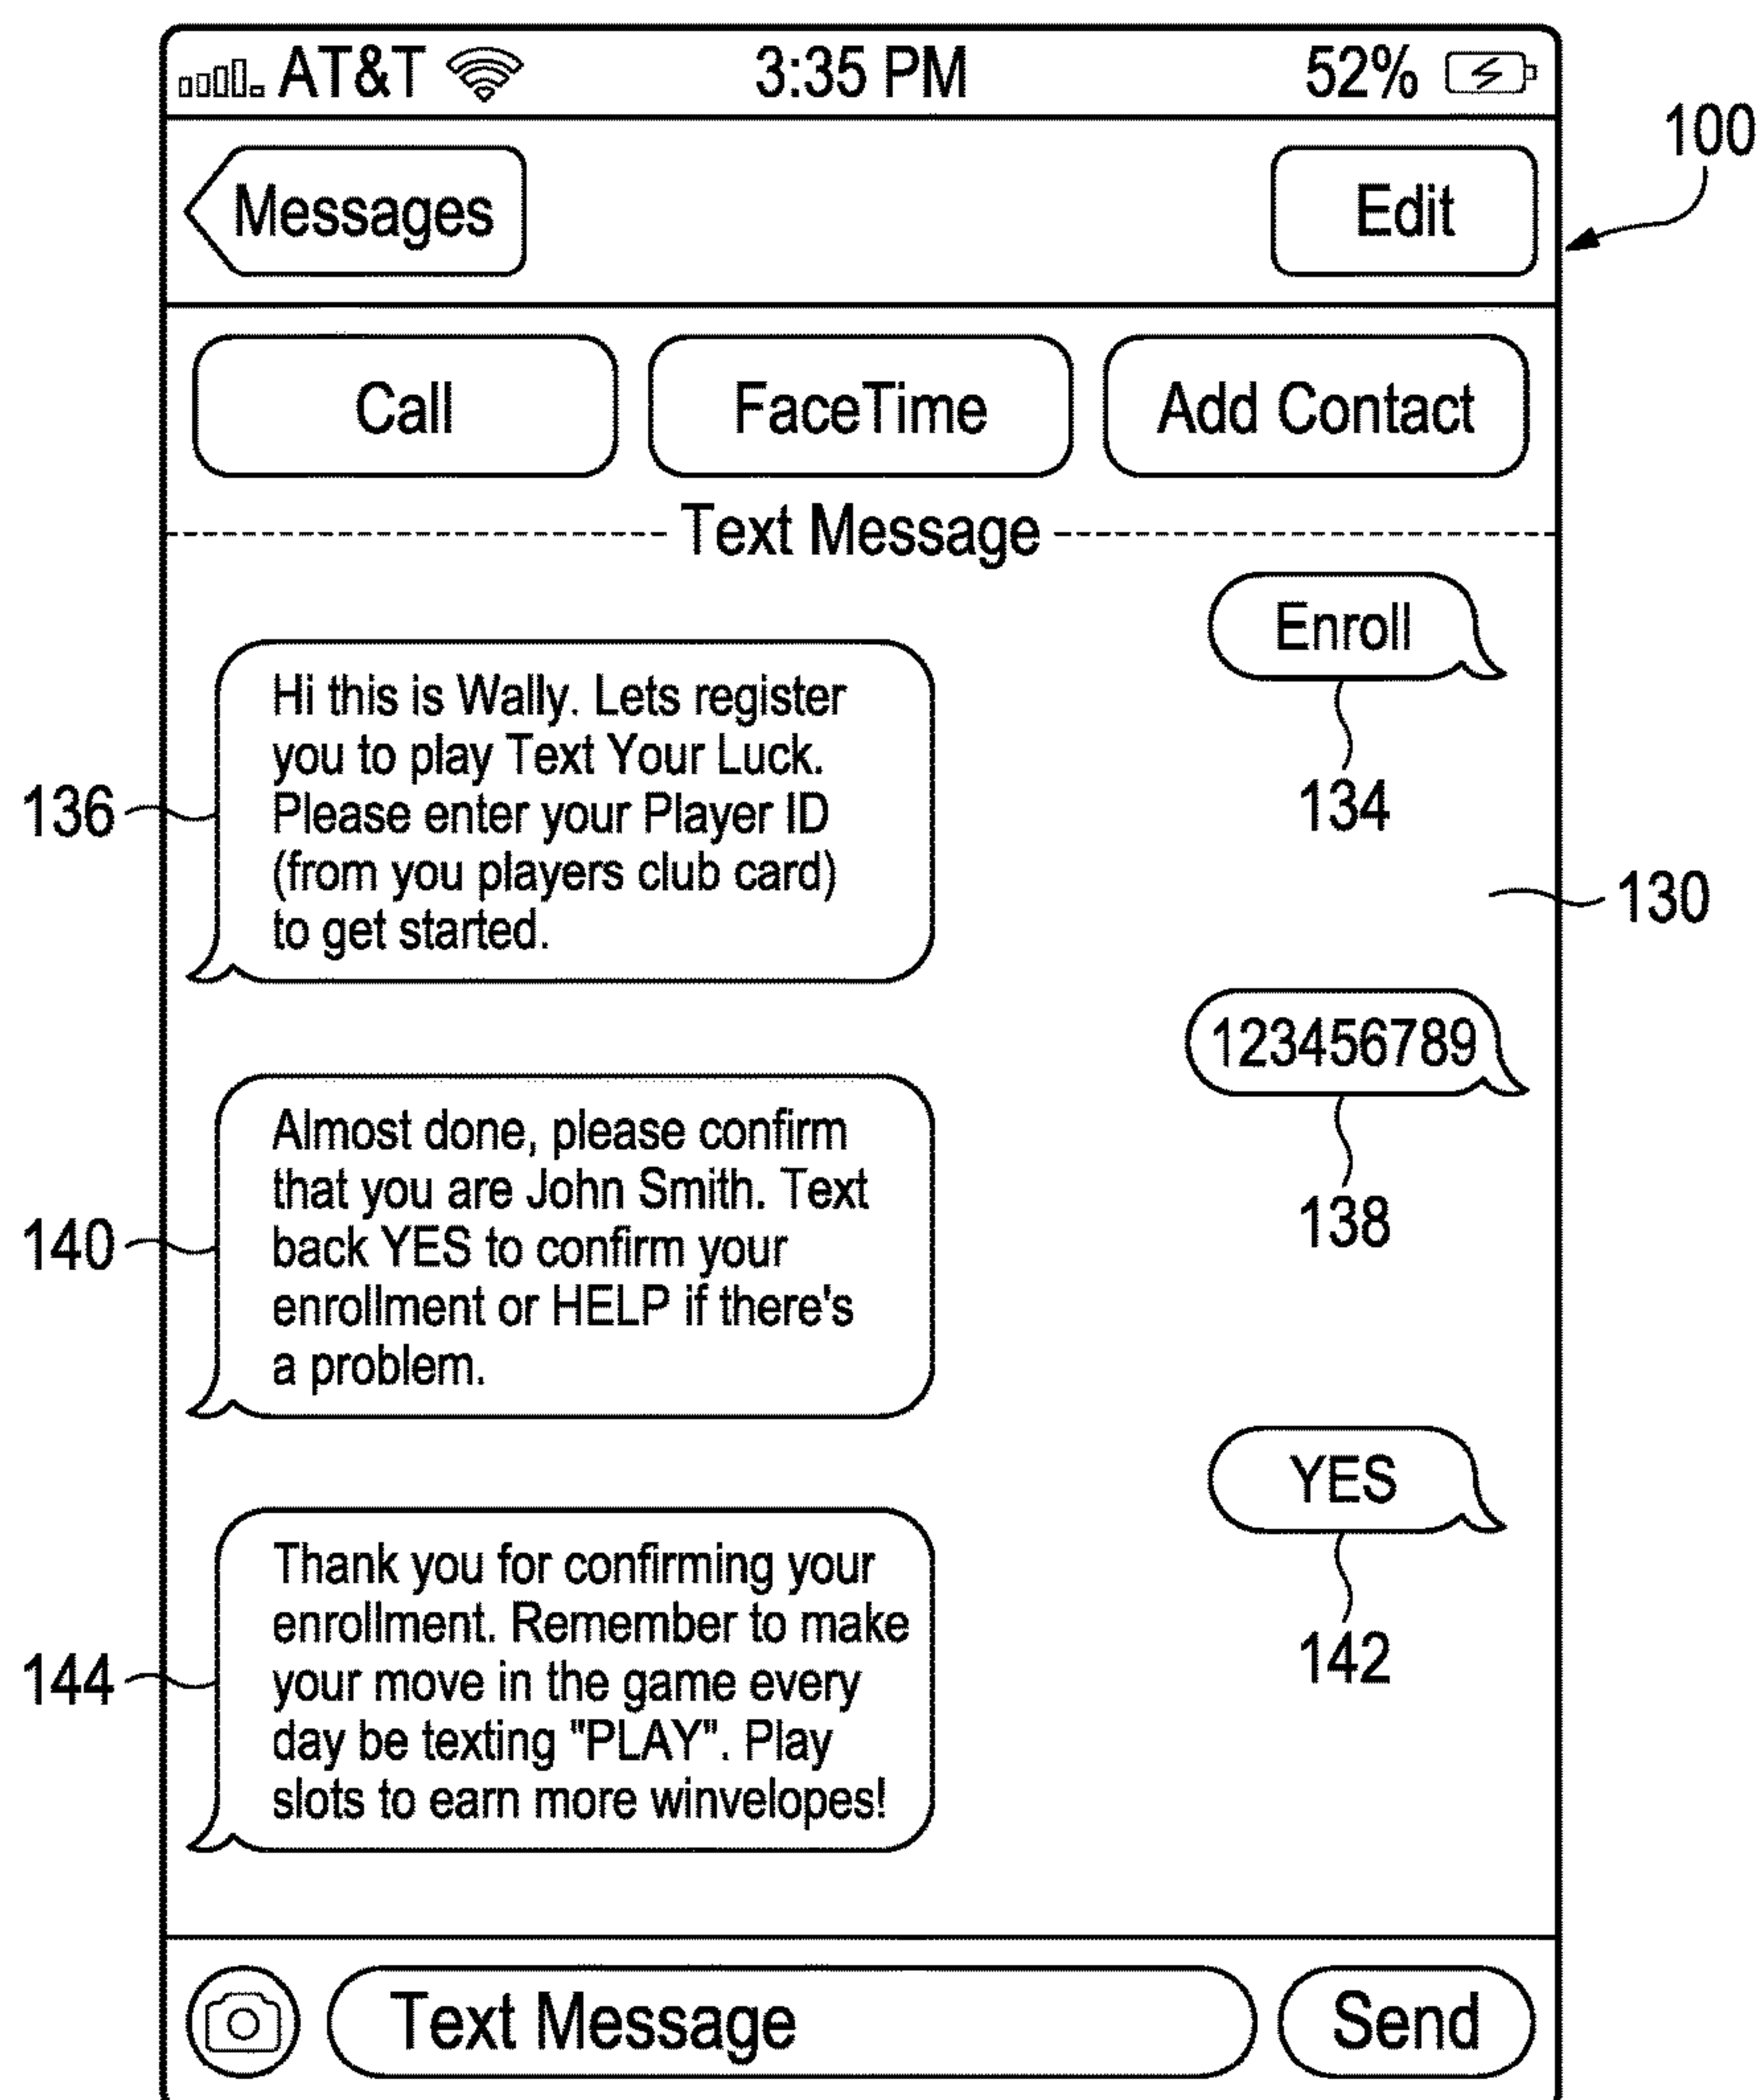 AT&T 3:35 PM 52%
100
Messages Edit
Call FaceTime Add Contact
Text Message
Enroll
134
136
Hi this is Wally. Lets register
you to play Text Your Luck.
Please enter your Player ID
(from you players club card)
to get started.
130
123456789
138
140
Almost done, please confirm
that you are John Smith. Text
back YES to confirm your
enrollment or HELP if there's
a problem.
YES
142
144
Thank you for confirming your
enrollment. Remember to make
your move in the game every
day be texting "PLAY". Play
slots to earn more winvelopes!
Text Message Send